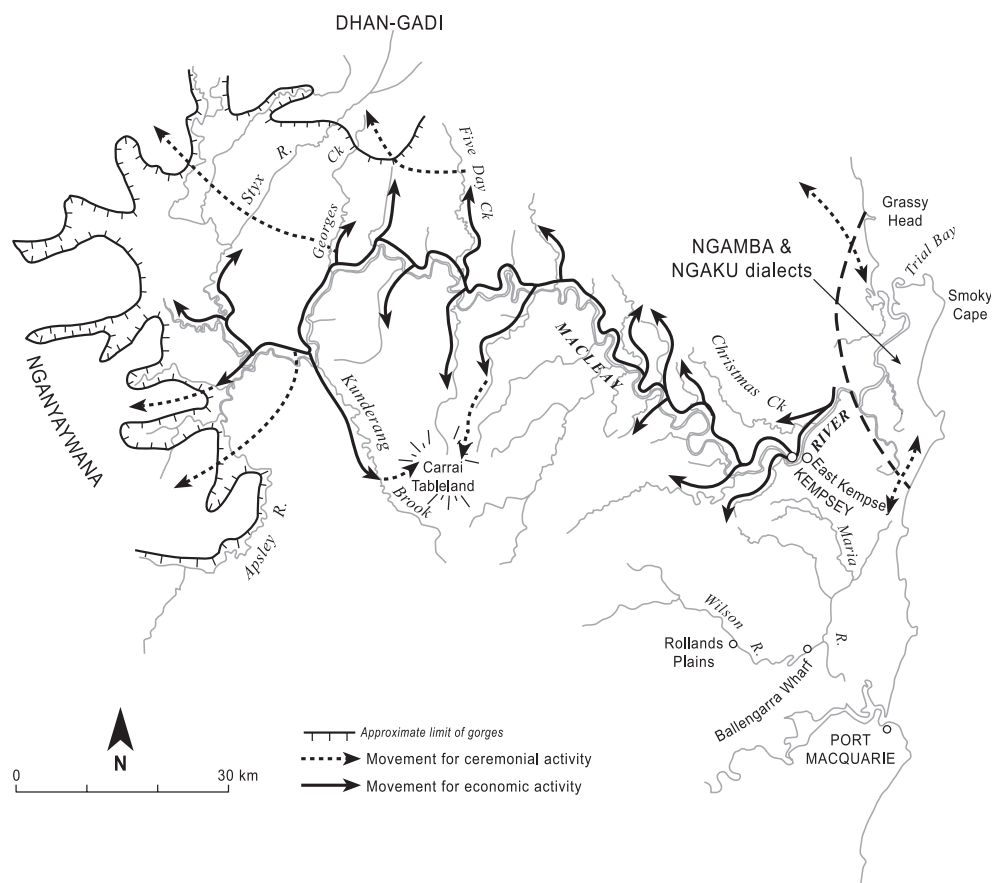 DHAN-GADI
Five Day Ck
Styx R.
Georges Ck
Grassy
Head
Trial Bay
NGAMBA &
NGAKU dialects
Smoky
Cape
MACLEAY
RIVER
Christmas Ck
NGANYAYWANA
Kunderang
Brook
Carrai
Tableland
East Kempsey
KEMPSEY
Apsley R.
Maria
R.
Wilson R.
Rollands
Plains
Ballengarra Wharf
PORT
MACQUARIE
N
0 30 km
Approximate limit of gorges
Movement for ceremonial activity
Movement for economic activity